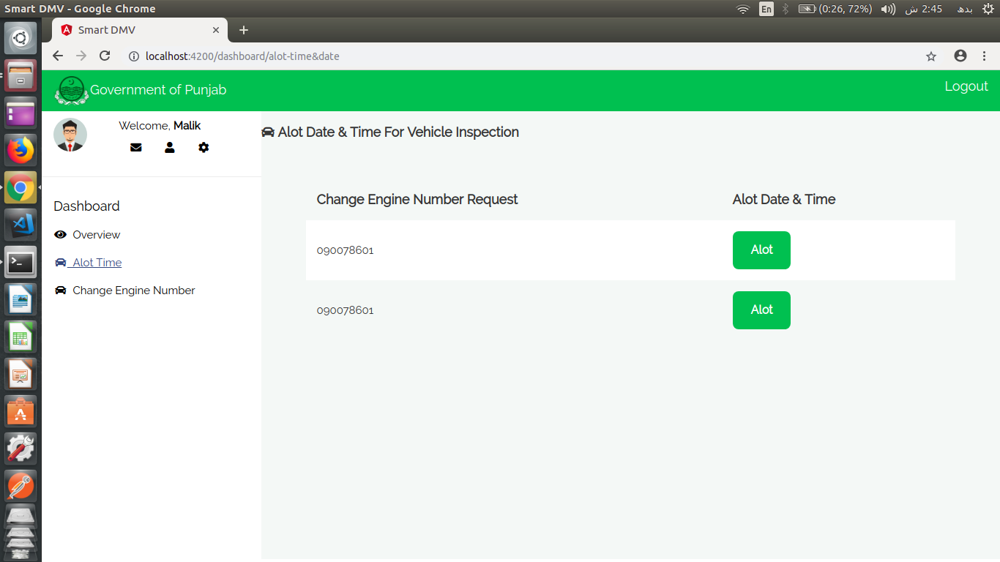 Smart DMV - Google Chrome
En
(0:26, 72%)
2:45 ش
بدھ
Smart DMV
localhost:4200/dashboard/alot-time&date
Government of Punjab
Logout
Welcome, Malik
Dashboard
Overview
Alot Time
Change Engine Number
Alot Date & Time For Vehicle Inspection
Change Engine Number Request
Alot Date & Time
090078601
Alot
090078601
Alot